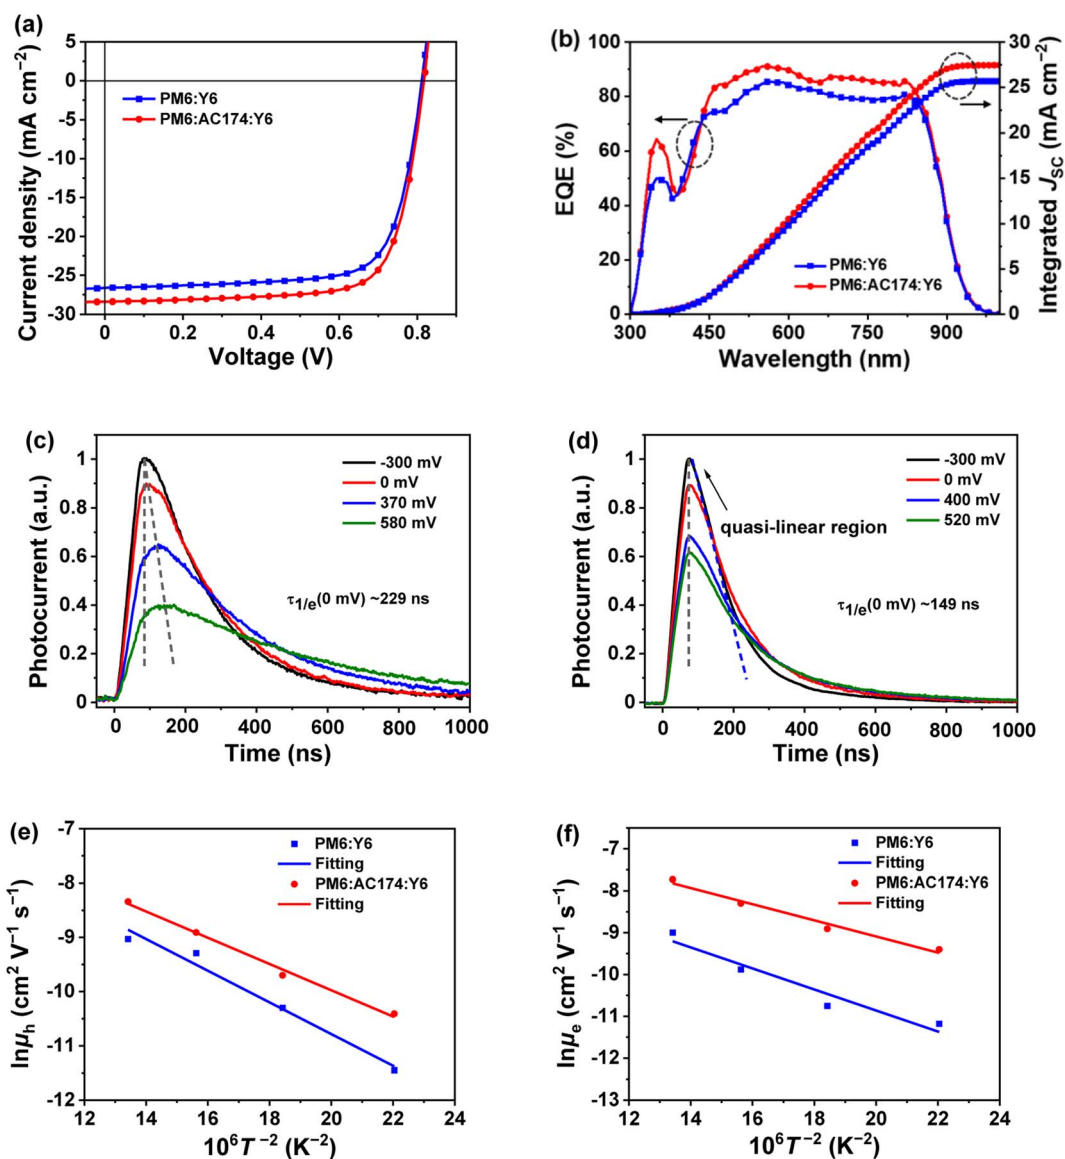 (a)
5
0
-5
-10
-15
-20
-25
-30
Current density (mA cm⁻²)
PM6:Y6
PM6:AC174:Y6
0.0 0.2 0.4 0.6 0.8
Voltage (V)
(b)
100
80
60
40
20
0
EQE (%)
30
25
20
15
10
5
0
Integrated J_SC (mA cm⁻²)
PM6:Y6
PM6:AC174:Y6
300 450 600 750 900
Wavelength (nm)
(c)
1
0.8
0.6
0.4
0.2
0
Photocurrent (a.u.)
-300 mV
0 mV
370 mV
580 mV
τ1/e(0 mV) ~229 ns
0 200 400 600 800 1000
Time (ns)
(d)
1
0.8
0.6
0.4
0.2
0
Photocurrent (a.u.)
-300 mV
0 mV
400 mV
520 mV
quasi-linear region
τ1/e(0 mV) ~149 ns
0 200 400 600 800 1000
Time (ns)
(e)
-7
-8
-9
-10
-11
-12
lnμh (cm² V⁻¹ s⁻¹)
PM6:Y6
Fitting
PM6:AC174:Y6
Fitting
12 14 16 18 20 22 24
10⁶T⁻² (K⁻²)
(f)
-7
-8
-9
-10
-11
-12
-13
lnμe (cm² V⁻¹ s⁻¹)
PM6:Y6
Fitting
PM6:AC174:Y6
Fitting
12 14 16 18 20 22 24
10⁶T⁻² (K⁻²)